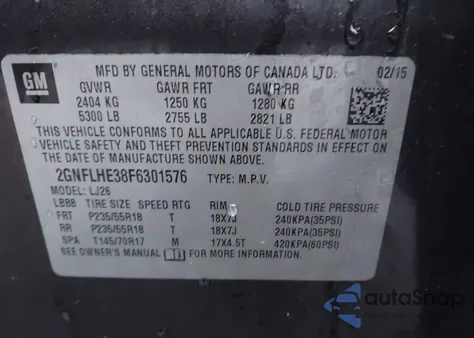 GM
MFD BY GENERAL MOTORS OF CANADA LTD. 02/15
GVWR GAWR FRT GAWR RR
2404 KG 1250 KG 1280 KG
5300 LB 2755 LB 2821 LB
THIS VEHICLE CONFORMS TO ALL APPLICABLE U.S. FEDERAL MOTOR
VEHICLE SAFETY AND THEFT PREVENTION STANDARDS IN EFFECT ON
THE DATE OF MANUFACTURE SHOWN ABOVE.
2GNFLHE38F6301576 TYPE: M.P.V.
MODEL: LJ26
LBB8 TIRE SIZE SPEED RTG RIM COLD TIRE PRESSURE
FRT P235/55R18 T 18X7J 240KPA(35PSI)
RR P235/55R18 T 18X7J 240KPA(35PSI)
SPA T145/70R17 M 17X4.5T 420KPA(60PSI)
SEE OWNER'S MANUAL FOR MORE INFORMATION
autoShap